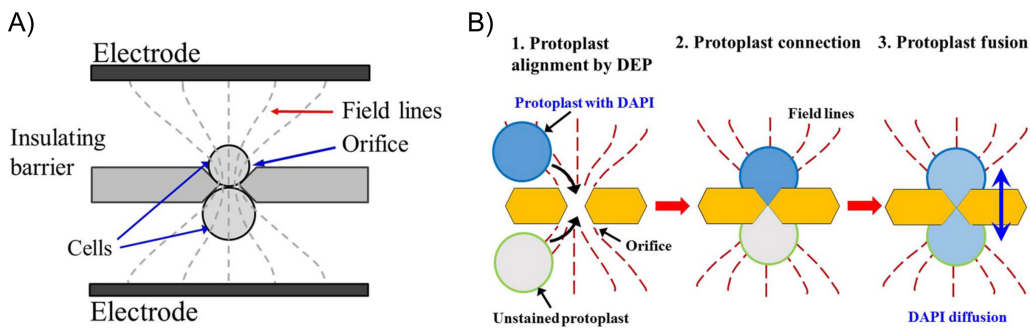 A)
Electrode
Field lines
Orifice
Insulating
barrier
Cells
Electrode
B)
1. Protoplast
alignment by DEP
Protoplast with DAPI
Orifice
Unstained protoplast
2. Protoplast connection
Field lines
3. Protoplast fusion
DAPI diffusion